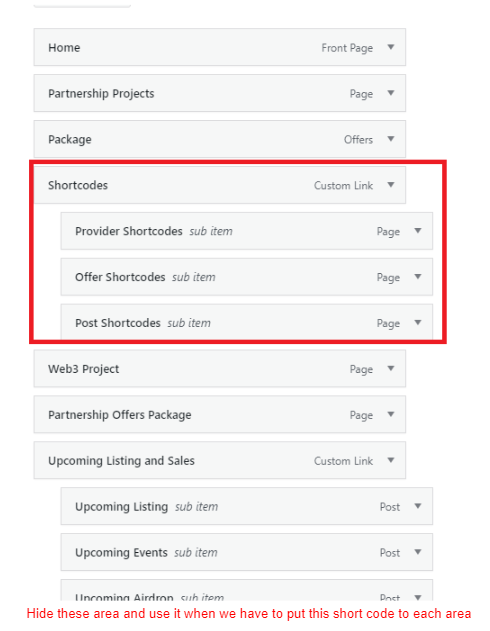 Home Front Page
Partnership Projects Page
Package Offers
Shortcodes Custom Link
Provider Shortcodes sub item Page
Offer Shortcodes sub item Page
Post Shortcodes sub item Page
Web3 Project Page
Partnership Offers Package Page
Upcoming Listing and Sales Custom Link
Upcoming Listing sub item Post
Upcoming Events sub item Post
Upcoming Airdrop sub item Post
Hide these area and use it when we have to put this short code to each area